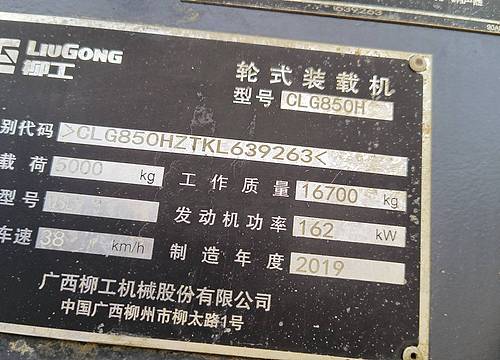 LIUGONG
柳工
轮式装载机
型号 CLG850H
别代码 >CLG850HZTKL639263<
载荷 5000 kg 工作质量 16700 kg
型号 发动机功率 162 kW
车速 38 km/h 制造年度 2019
广西柳工机械股份有限公司
中国广西柳州市柳太路1号